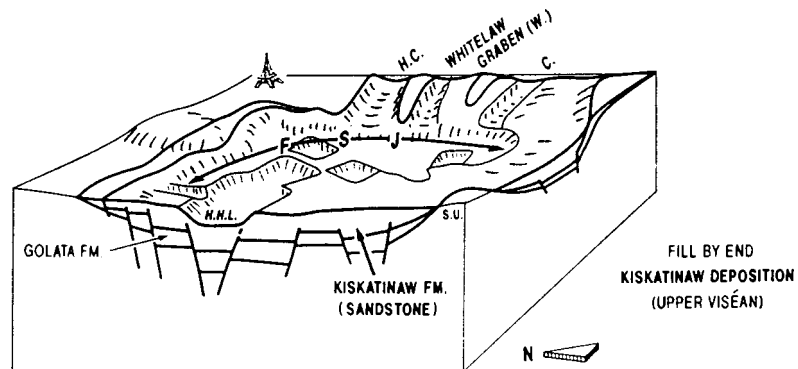 H.C.
WHITELAW
GRABEN (W.)
C.
F S J
H.H.L.
S.U.
GOLATA FM.
KISKATINAW FM.
(SANDSTONE)
FILL BY END
KISKATINAW DEPOSITION
(UPPER VISÉAN)
N